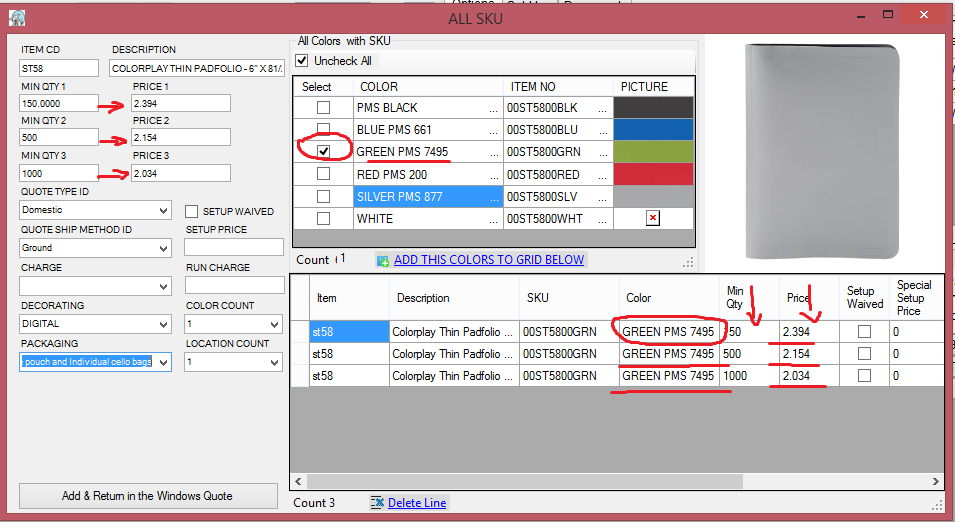 ALL SKU
ITEM CD DESCRIPTION
ST58 COLORPLAY THIN PADFOLIO - 6" X 81/
MIN QTY 1 PRICE 1
150.0000 2.394
MIN QTY 2 PRICE 2
500 2.154
MIN QTY 3 PRICE 3
1000 2.034
QUOTE TYPE ID
Domestic SETUP WAIVED
QUOTE SHIP METHOD ID SETUP PRICE
Ground
CHARGE RUN CHARGE
DECORATING COLOR COUNT
DIGITAL 1
PACKAGING LOCATION COUNT
pouch and Individual cello bags 1
Add & Return in the Windows Quote
All Colors with SKU
Uncheck All
Select COLOR ITEM NO PICTURE
PMS BLACK ... 00ST5800BLK ...
BLUE PMS 661 ... 00ST5800BLU ...
GREEN PMS 7495 ... 00ST5800GRN ...
RED PMS 200 ... 00ST5800RED ...
SILVER PMS 877 ... 00ST5800SLV ...
WHITE ... 00ST5800WHT ...
Count 1 ADD THIS COLORS TO GRID BELOW
Item Description SKU Color Min Qty Price Setup Waived Special Setup Price
st58 Colorplay Thin Padfolio ... 00ST5800GRN GREEN PMS 7495 2.394 0
st58 Colorplay Thin Padfolio ... 00ST5800GRN GREEN PMS 7495 500 2.154 0
st58 Colorplay Thin Padfolio ... 00ST5800GRN GREEN PMS 7495 1000 2.034 0
Count 3 Delete Line